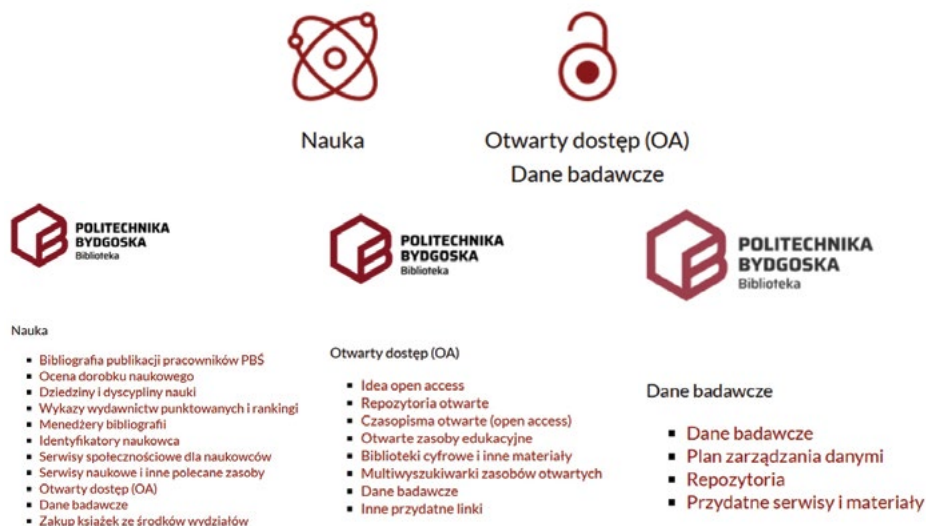 Nauka
Otwarty dostęp (OA)
Dane badawcze
POLITECHNIKA
BYDGOSKA
Biblioteka
Nauka
Bibliografia publikacji pracowników PBŚ
Ocena dorobku naukowego
Dziedziny i dyscypliny nauki
Wykazy wydawnictw punktowanych i rankingi
Menedżery bibliografii
Identyfikatory naukowca
Serwisy społecznościowe dla naukowców
Serwisy naukowe i inne polecane zasoby
Otwarty dostęp (OA)
Dane badawcze
Zakup książek ze środków wydziałów
POLITECHNIKA
BYDGOSKA
Biblioteka
Otwarty dostęp (OA)
Idea open access
Repozytoria otwarte
Czasopisma otwarte (open access)
Otwarte zasoby edukacyjne
Biblioteki cyfrowe i inne materiały
Multiwyszukiwarki zasobów otwartych
Dane badawcze
Inne przydatne linki
POLITECHNIKA
BYDGOSKA
Biblioteka
Dane badawcze
Dane badawcze
Plan zarządzania danymi
Repozytoria
Przydatne serwisy i materiały